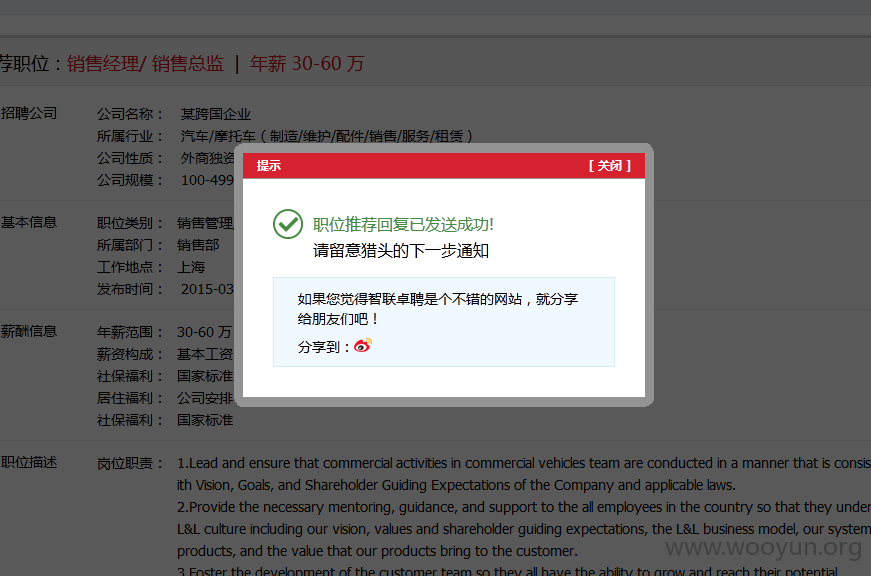 荐职位：销售经理/ 销售总监 | 年薪 30-60 万
招聘公司 公司名称： 某跨国企业
所属行业： 汽车/摩托车（制造/维护/配件/销售/服务/租赁）
公司性质： 外商独资
公司规模： 100-499
提示 [ 关闭 ]
职位推荐回复已发送成功!
请留意猎头的下一步通知
如果您觉得智联卓聘是个不错的网站，就分享
给朋友们吧！
分享到：
基本信息 职位类别： 销售管理
所属部门： 销售部
工作地点： 上海
发布时间： 2015-03
薪酬信息 年薪范围： 30-60 万
薪资构成： 基本工资
社保福利： 国家标准
居住福利： 公司安排
社保福利： 国家标准
职位描述 岗位职责： 1.Lead and ensure that commercial activities in commercial vehicles team are conducted in a manner that is consis
ith Vision, Goals, and Shareholder Guiding Expectations of the Company and applicable laws.
2.Provide the necessary mentoring, guidance, and support to the all employees in the country so that they under
L&L culture including our vision, values and shareholder guiding expectations, the L&L business model, our system
products, and the value that our products bring to the customer.
3.Foster the development of the customer team so they all have the ability to grow and reach their potential
www.wooyun.org